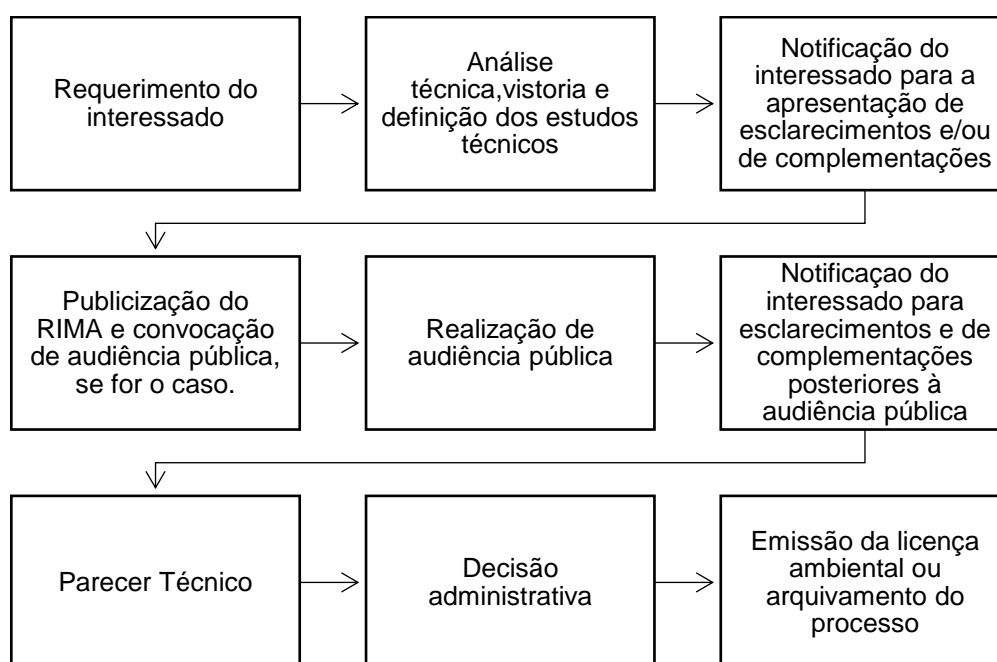 Requerimento do
interessado
Análise
técnica,vistoria e
definição dos estudos
técnicos
Notificação do
interessado para a
apresentação de
esclarecimentos e/ou
de complementações
Publicização do
RIMA e convocação
de audiência pública,
se for o caso.
Realização de
audiência pública
Notificaçao do
interessado para
esclarecimentos e de
complementações
posteriores à
audiência pública
Parecer Técnico
Decisão
administrativa
Emissão da licença
ambiental ou
arquivamento do
processo